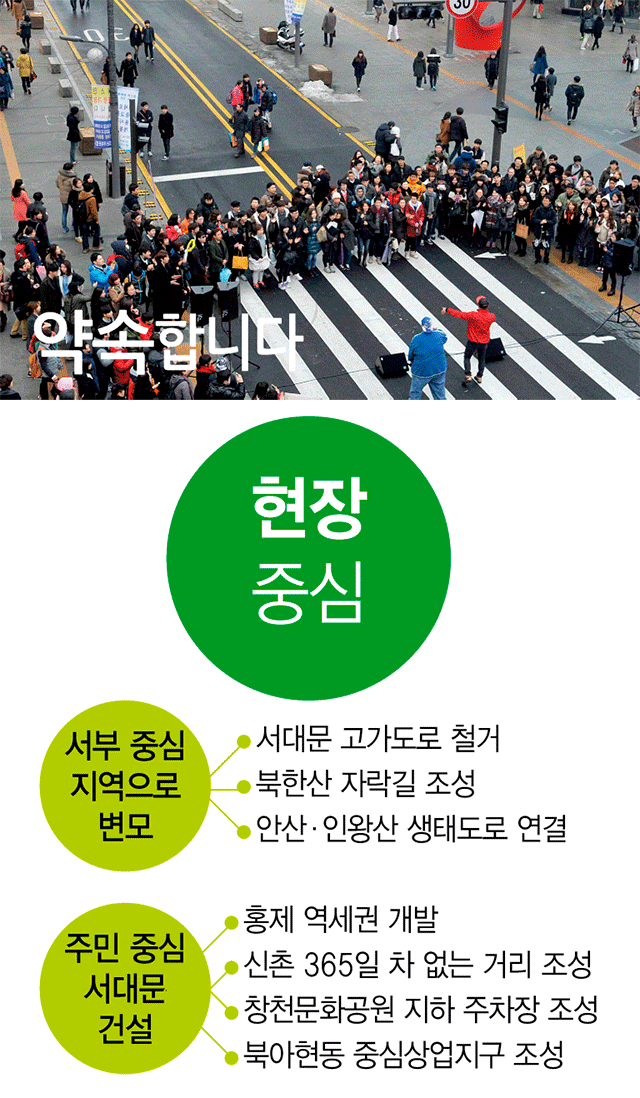 30
약속합니다
현장
중심
서부 중심
지역으로
변모
서대문 고가도로 철거
북한산 자락길 조성
안산·인왕산 생태도로 연결
주민 중심
서대문
건설
홍제 역세권 개발
신촌 365일 차 없는 거리 조성
창천문화공원 지하 주차장 조성
북아현동 중심상업지구 조성